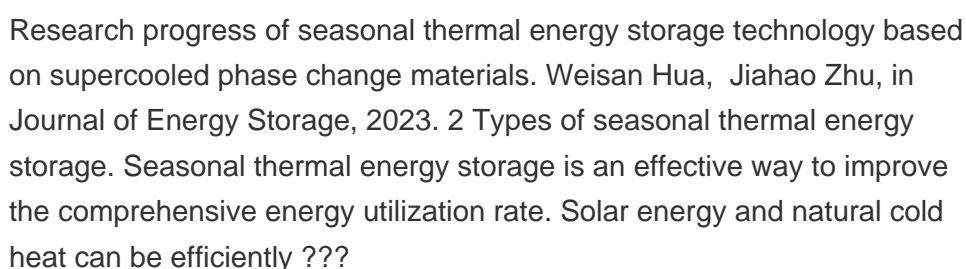 Research progress of seasonal thermal energy storage technology based
on supercooled phase change materials. Weisan Hua, Jiahao Zhu, in
Journal of Energy Storage, 2023. 2 Types of seasonal thermal energy
storage. Seasonal thermal energy storage is an effective way to improve
the comprehensive energy utilization rate. Solar energy and natural cold
heat can be efficiently ???